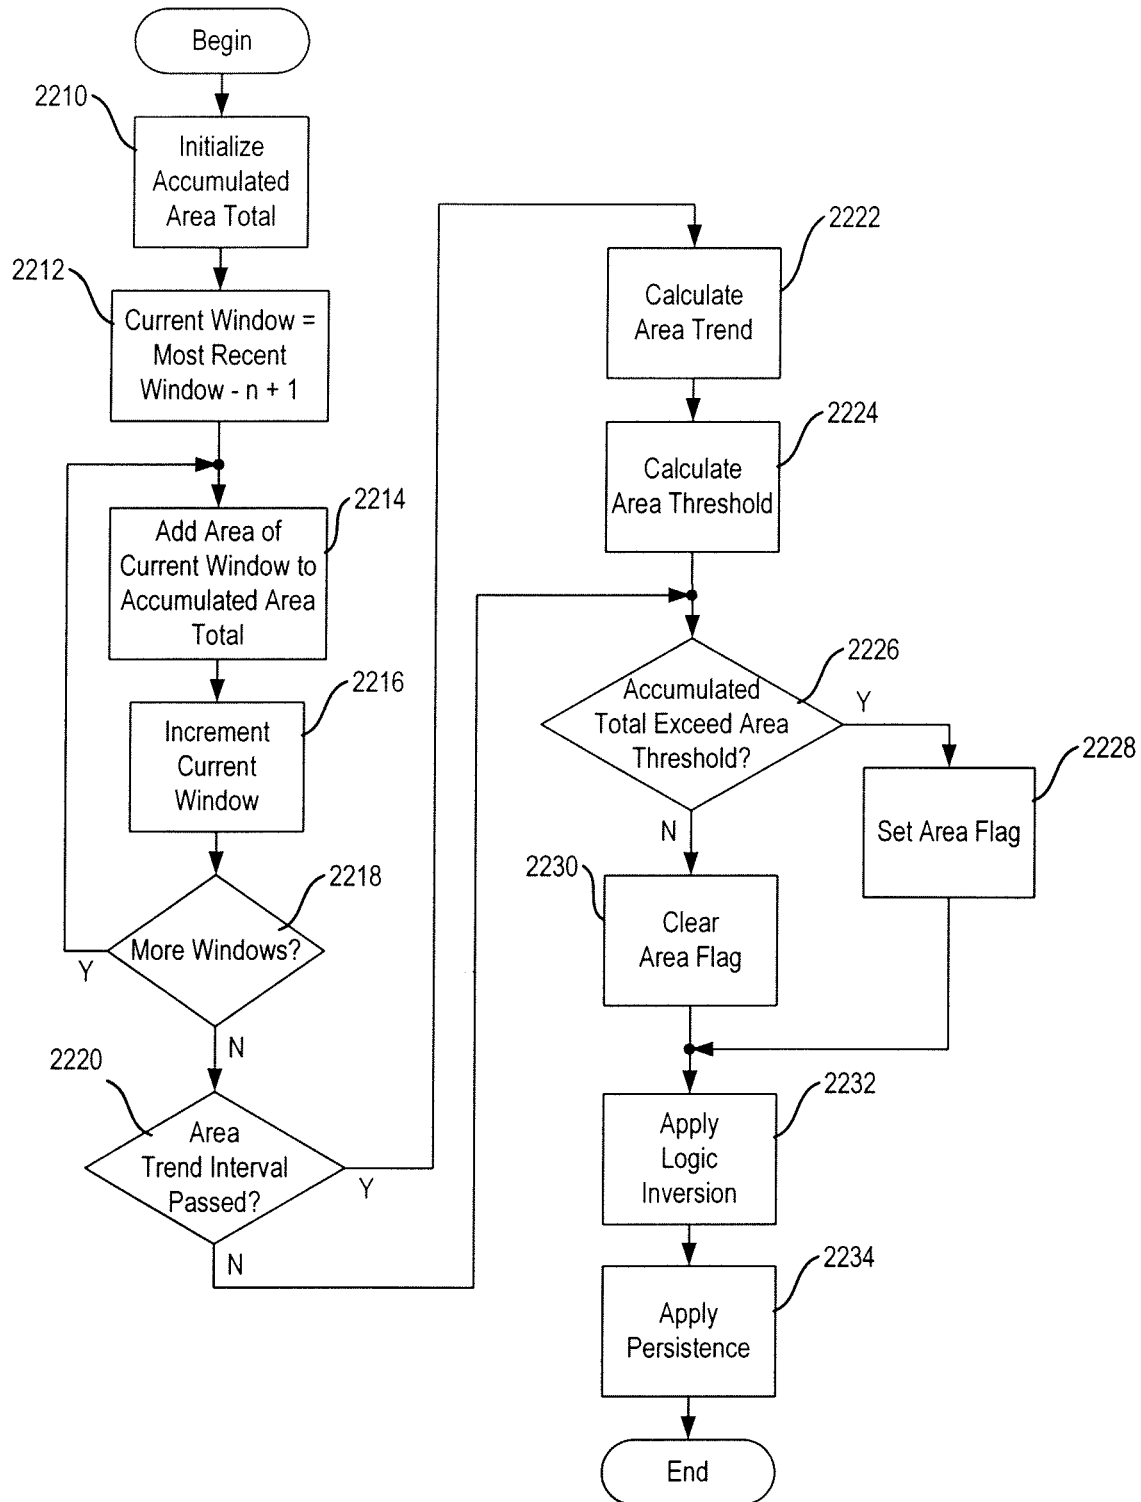 Begin
2210
Initialize
Accumulated
Area Total
2212
Current Window =
Most Recent
Window - n + 1
2214
Add Area of
Current Window to
Accumulated Area
Total
2216
Increment
Current
Window
2218
More Windows?
Y
N
2220
Area
Trend Interval
Passed?
Y
N
2222
Calculate
Area Trend
2224
Calculate
Area Threshold
2226
Accumulated
Total Exceed Area
Threshold?
Y
N
2228
Set Area Flag
2230
Clear
Area Flag
2232
Apply
Logic
Inversion
2234
Apply
Persistence
End